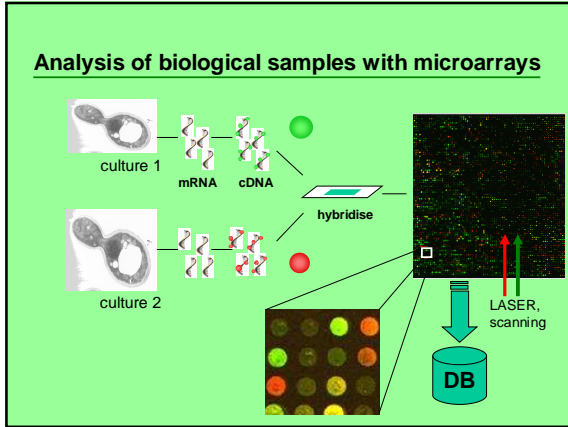 Analysis of biological samples with microarrays
culture 1
mRNA
cDNA
hybridise
culture 2
LASER,
scanning
DB